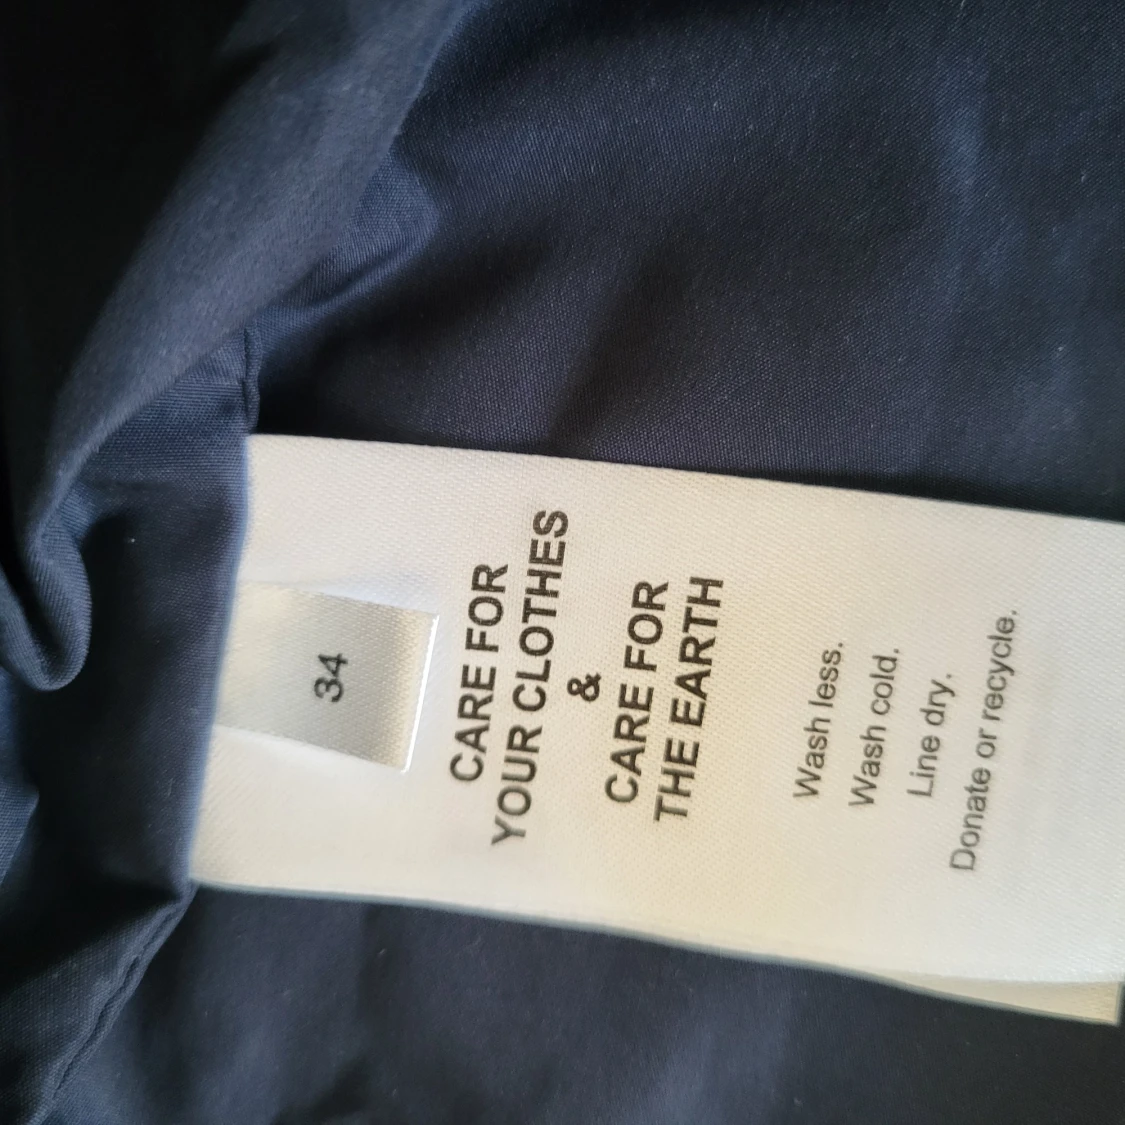 34
CARE FOR
YOUR CLOTHES
&
CARE FOR
THE EARTH
Wash less.
Wash cold.
Line dry.
Donate or recycle.